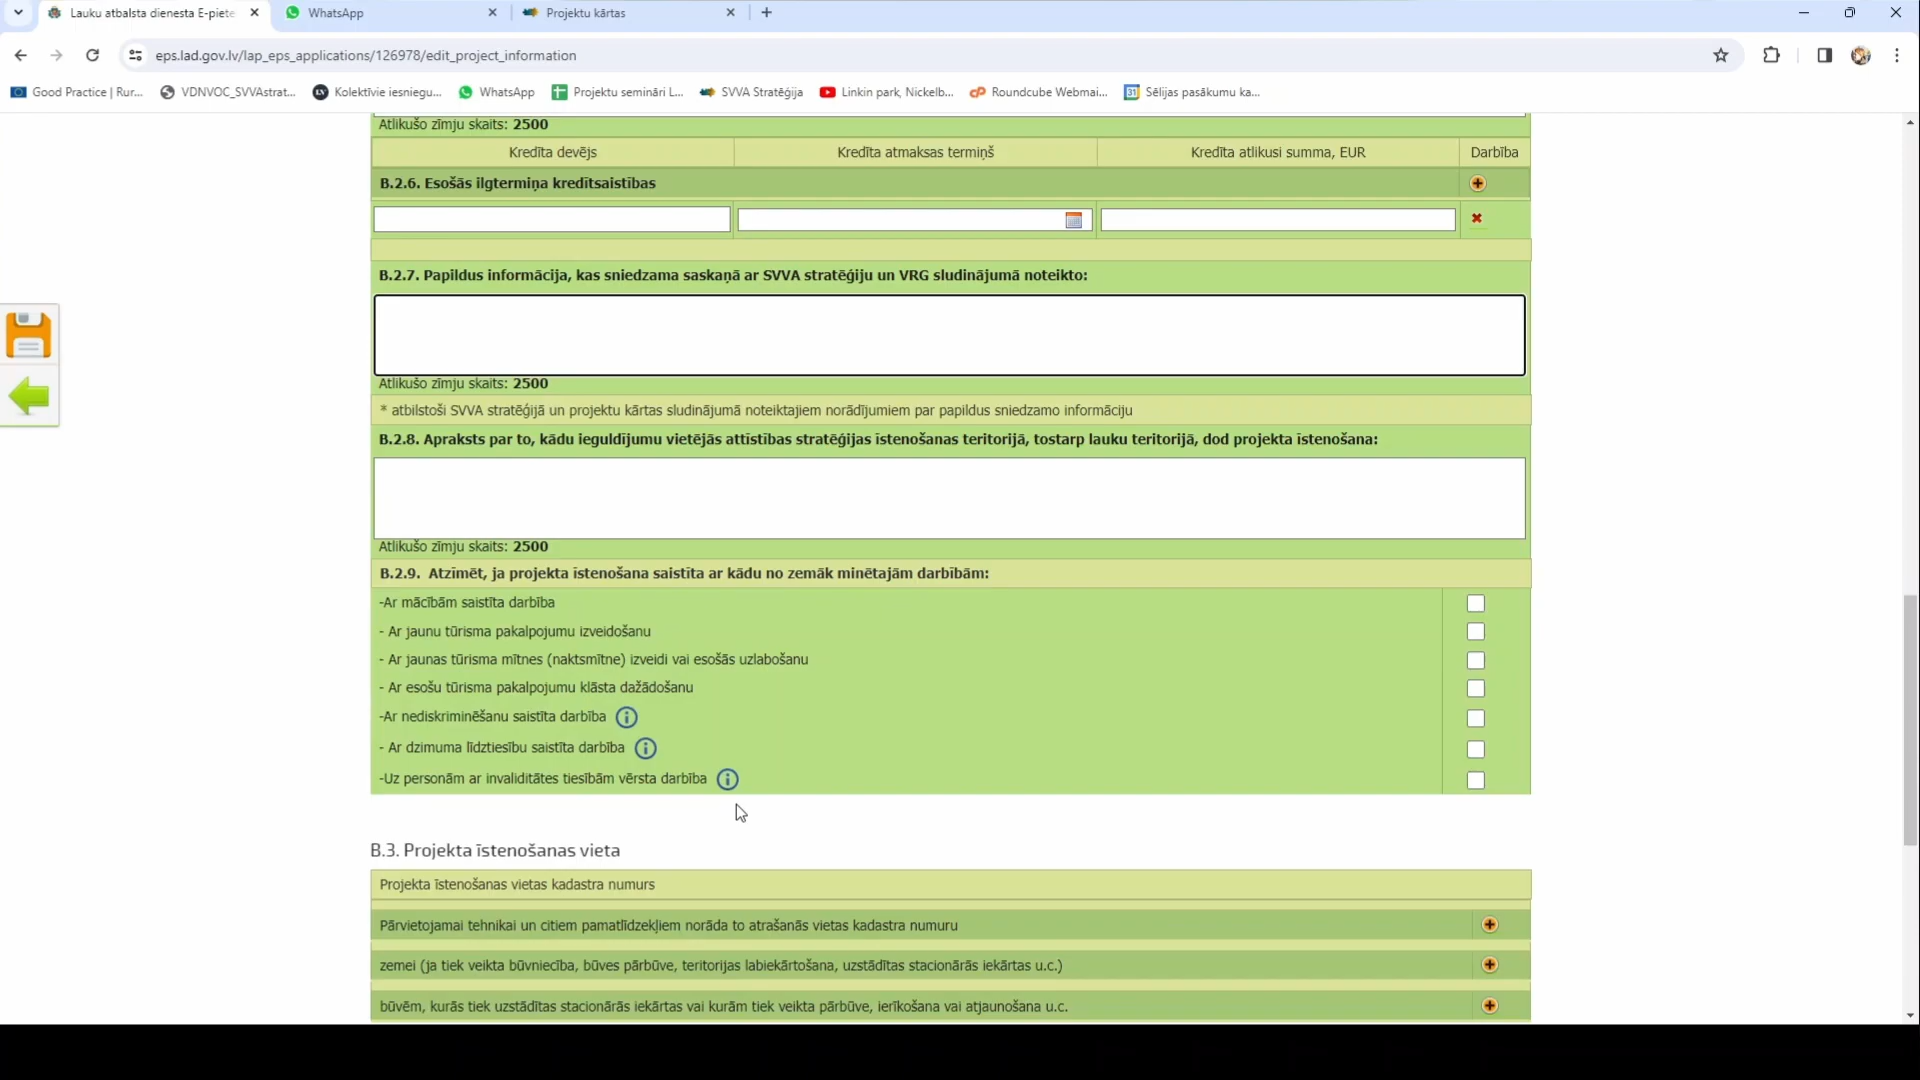 Lauku atbalsta dienesta E-piete
WhatsApp
Projektu kārtas
eps.lad.gov.lv/lap_eps_applications/126978/edit_project_information
Good Practice | Rur...
VDNVOC_SVVAstrat...
Kolektīvie iesniegu...
WhatsApp
Projektu semināri L...
SVVA Stratēģija
Linkin park, Nickelb...
Roundcube Webmai...
Sēlijas pasākumu ka...
Atlikušo zīmju skaits: 2500
Kredīta devējs
Kredīta atmaksas termiņš
Kredīta atlikusi summa, EUR
Darbība
B.2.6. Esošās ilgtermiņa kredītsaistības
B.2.7. Papildus informācija, kas sniedzama saskaņā ar SVVA stratēģiju un VRG sludinājumā noteikto:
Atlikušo zīmju skaits: 2500
* atbilstoši SVVA stratēģijā un projektu kārtas sludinājumā noteiktajiem norādījumiem par papildus sniedzamo informāciju
B.2.8. Apraksts par to, kādu ieguldījumu vietējās attīstības stratēģijas īstenošanas teritorijā, tostarp lauku teritorijā, dod projekta īstenošana:
Atlikušo zīmju skaits: 2500
B.2.9. Atzīmēt, ja projekta īstenošana saistīta ar kādu no zemāk minētajām darbībām:
-Ar mācībām saistīta darbība
- Ar jaunu tūrisma pakalpojumu izveidošanu
- Ar jaunas tūrisma mītnes (naktsmītne) izveidi vai esošās uzlabošanu
- Ar esošu tūrisma pakalpojumu klāsta dažādošanu
-Ar nediskriminēšanu saistīta darbība
- Ar dzimuma līdztiesību saistīta darbība
-Uz personām ar invaliditātes tiesībām vērsta darbība
B.3. Projekta īstenošanas vieta
Projekta īstenošanas vietas kadastra numurs
Pārvietojamai tehnikai un citiem pamatlīdzekļiem norāda to atrašanās vietas kadastra numuru
zemei (ja tiek veikta būvniecība, būves pārbūve, teritorijas labiekārtošana, uzstādītas stacionārās iekārtas u.c.)
būvēm, kurās tiek uzstādītas stacionārās iekārtas vai kurām tiek veikta pārbūve, ierīkošana vai atjaunošana u.c.